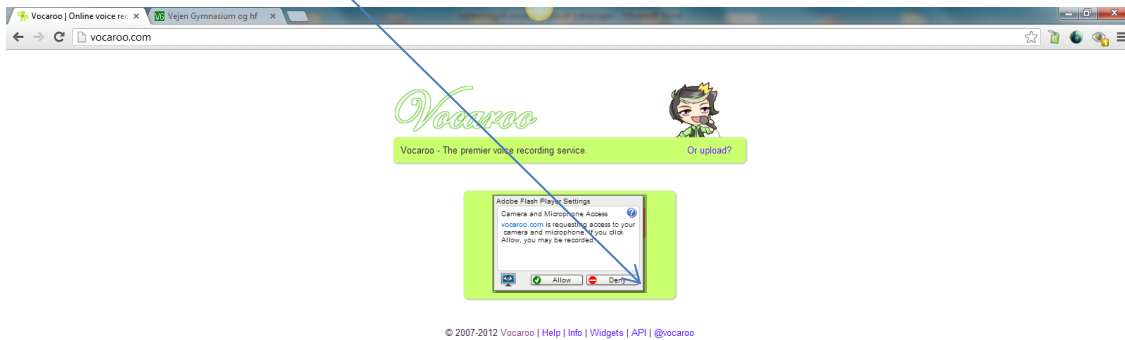 Vocaroo | Online voice rec
Vejen Gymnasium og hf
vocaroo.com
Vocaroo
Vocaroo - The premier voice recording service.
Or upload?
Adobe Flash Player Settings
Camera and Microphone Access
vocaroo.com is requesting access to your
camera and microphone. If you click
Allow, you may be recorded.
Allow
Deny
© 2007-2012 Vocaroo | Help | Info | Widgets | API | @vocaroo